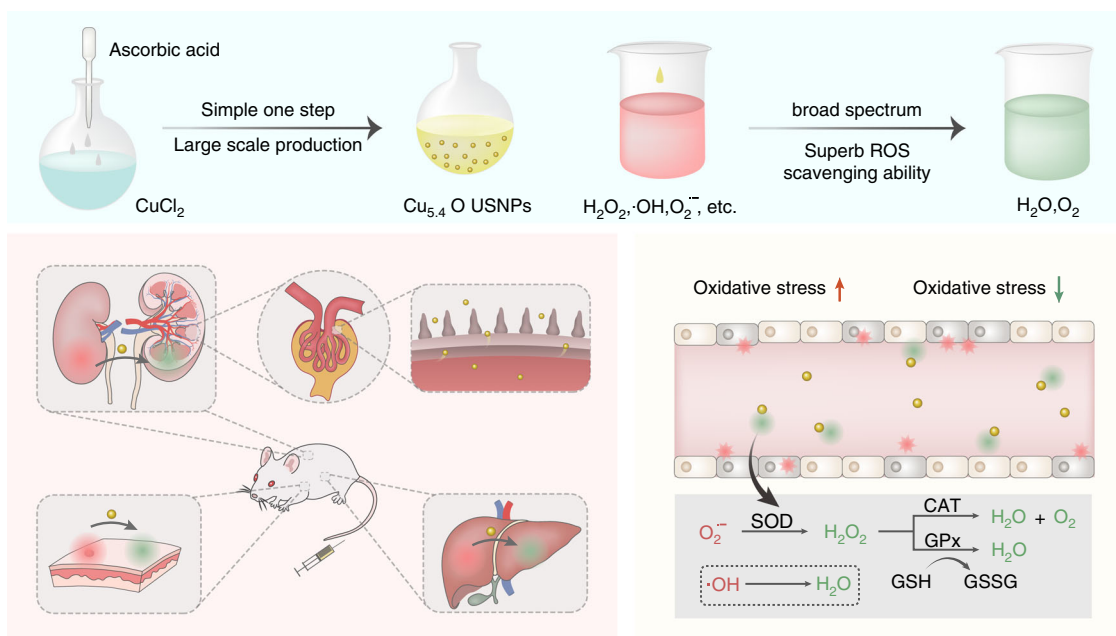 Ascorbic acid
Simple one step
Large scale production
CuCl₂
Cu₅.₄ O USNPs
H₂O₂,·OH,O₂·⁻, etc.
broad spectrum
Superb ROS
scavenging ability
H₂O,O₂
Oxidative stress ↑
Oxidative stress ↓
O₂·⁻
SOD
H₂O₂
CAT
H₂O + O₂
GPx
H₂O
GSH
GSSG
·OH
H₂O